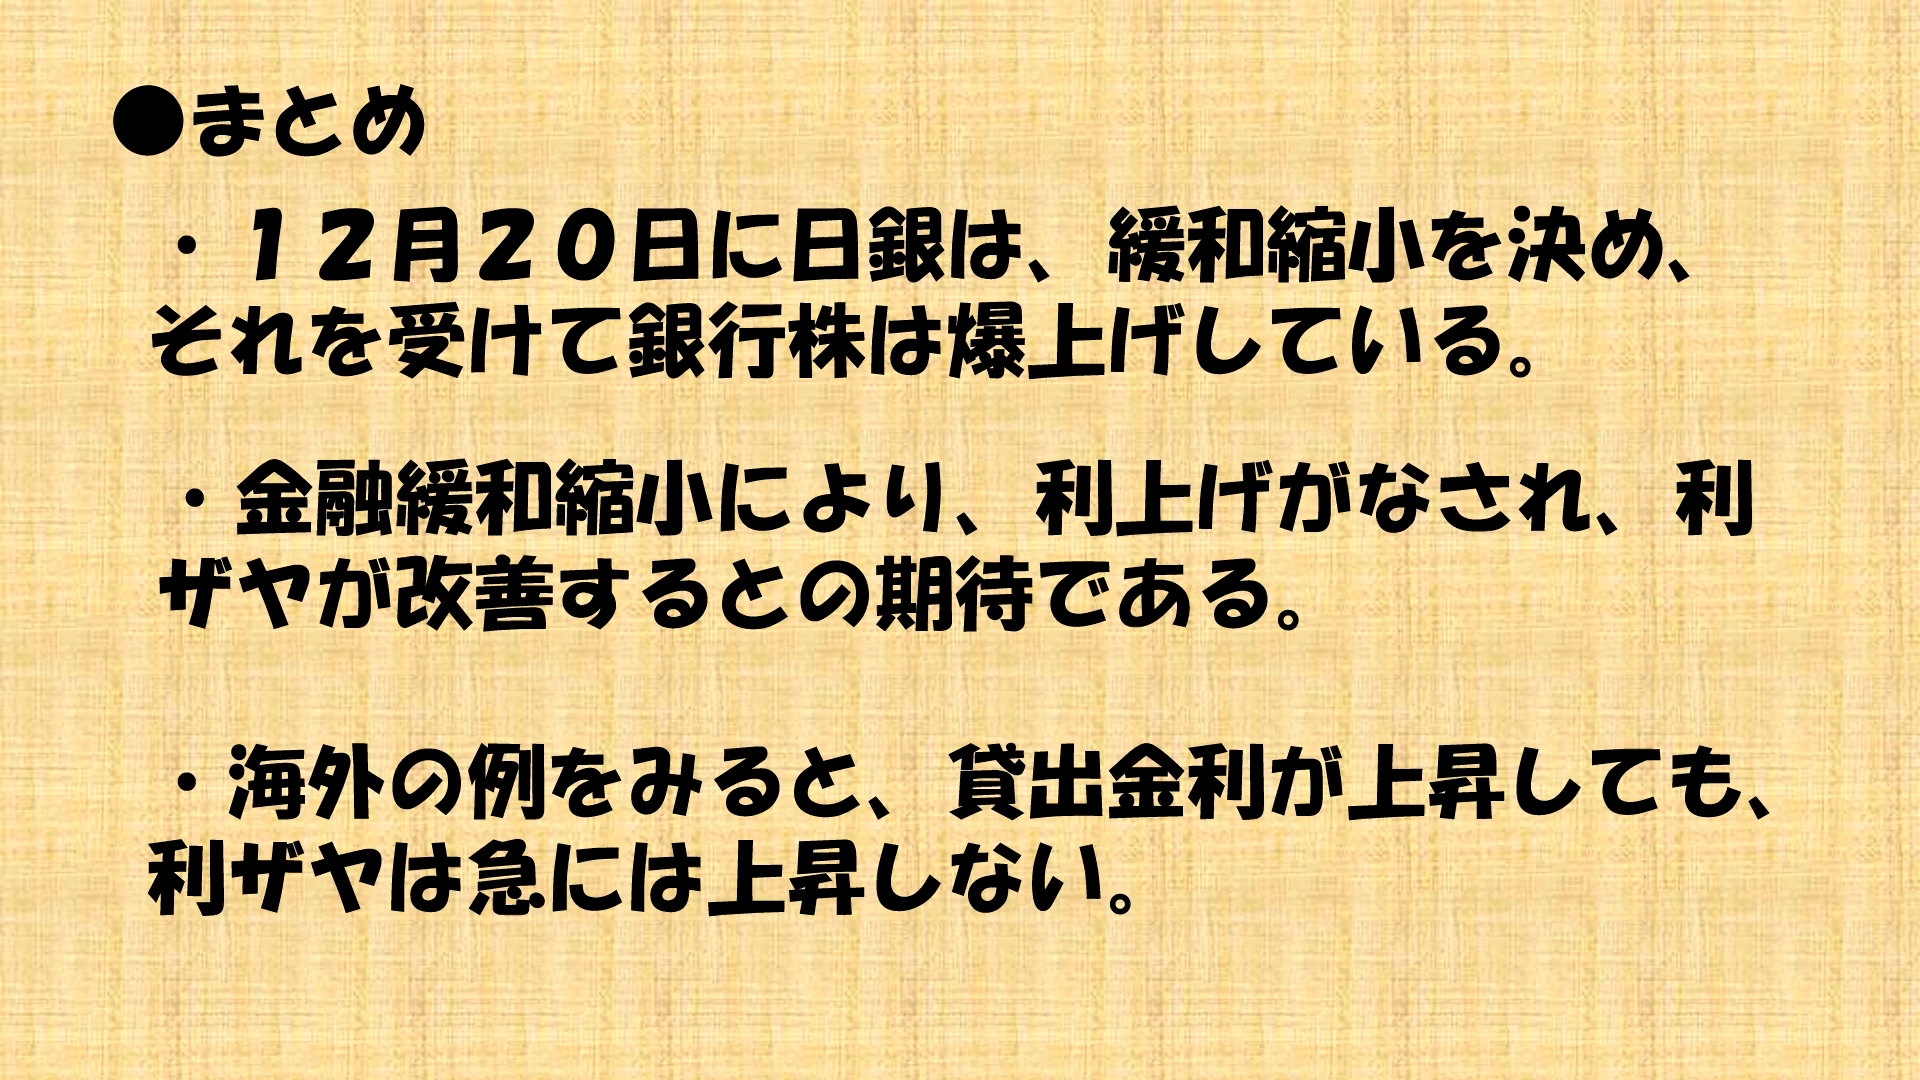 ●まとめ
・１２月２０日に日銀は、緩和縮小を決め、
それを受けて銀行株は爆上げしている。
・金融緩和縮小により、利上げがなされ、利
ザヤが改善するとの期待である。
・海外の例をみると、貸出金利が上昇しても、
利ザヤは急には上昇しない。